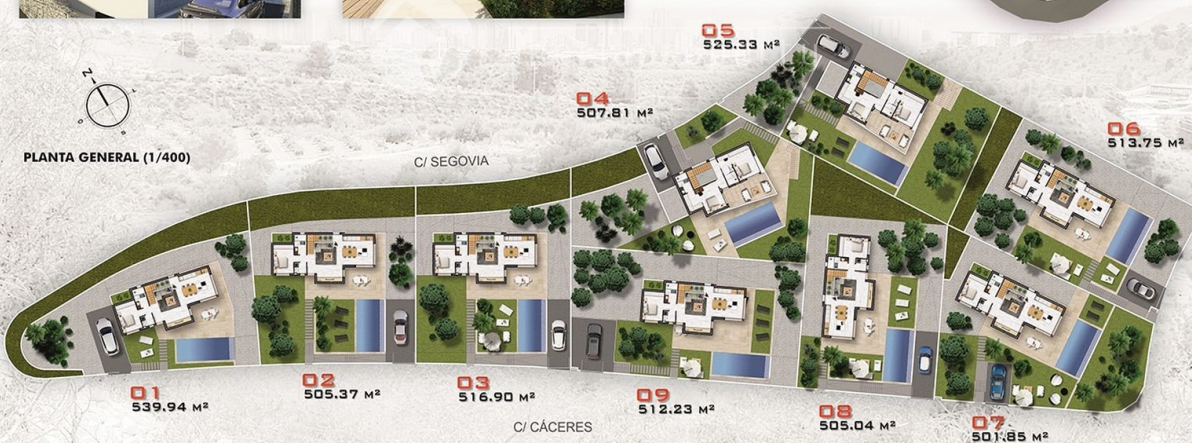 05
525.33 M²
04
507.81 M²
N
PLANTA GENERAL (1/400)
C/ SEGOVIA
06
513.75 M²
01
539.94 M²
02
505.37 M²
03
516.90 M²
09
512.23 M²
08
505.04 M²
07
501.85 M²
C/ CÁCERES